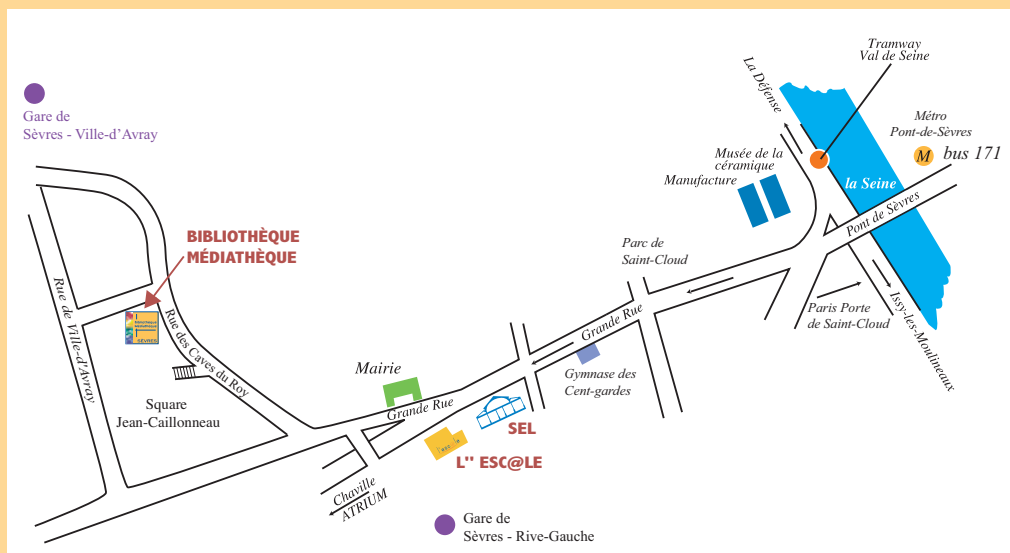 Tramway
Val de Seine
La Défense
Métro
Pont-de-Sèvres
M
bus 171
Gare de
Sèvres - Ville-d'Avray
Musée de la
céramique
Manufacture
la Seine
Pont de Sèvres
BIBLIOTHÈQUE
MÉDIATHÈQUE
Parc de
Saint-Cloud
Rue de Ville-d'Avray
Rue des Caves du Roy
BIBLIOTHEQUE
MEDIATHEQUE
SÈVRES
Grande Rue
Paris Porte
de Saint-Cloud
Issy-les-Moulineaux
Mairie
Gymnase des
Cent-gardes
Square
Jean-Caillonneau
Grande Rue
SEL
L'' ESC@LE
Chaville
ATRIUM
Gare de
Sèvres - Rive-Gauche